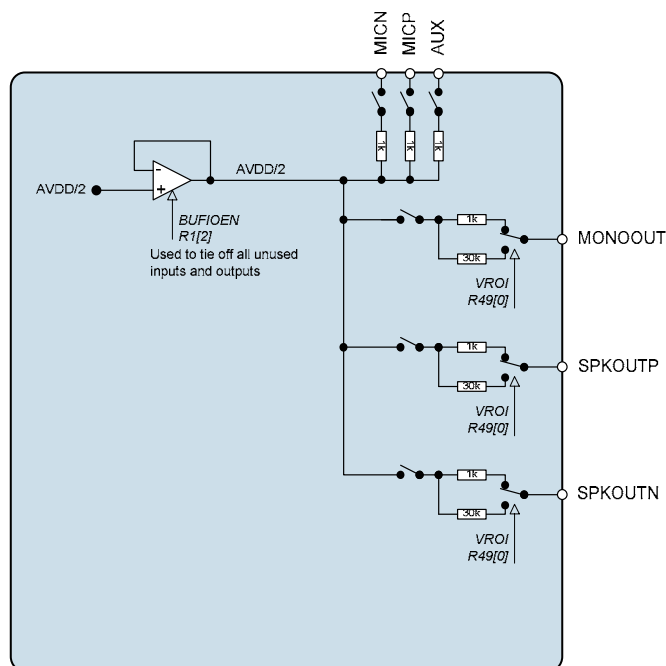 MICN MICP AUX
1k 1k 1k
AVDD/2
AVDD/2
-
+
BUFIOEN
R1[2]
Used to tie off all unused
inputs and outputs
1k
30k
MONOOUT
VROI
R49[0]
1k
30k
SPKOUTP
VROI
R49[0]
1k
30k
SPKOUTN
VROI
R49[0]